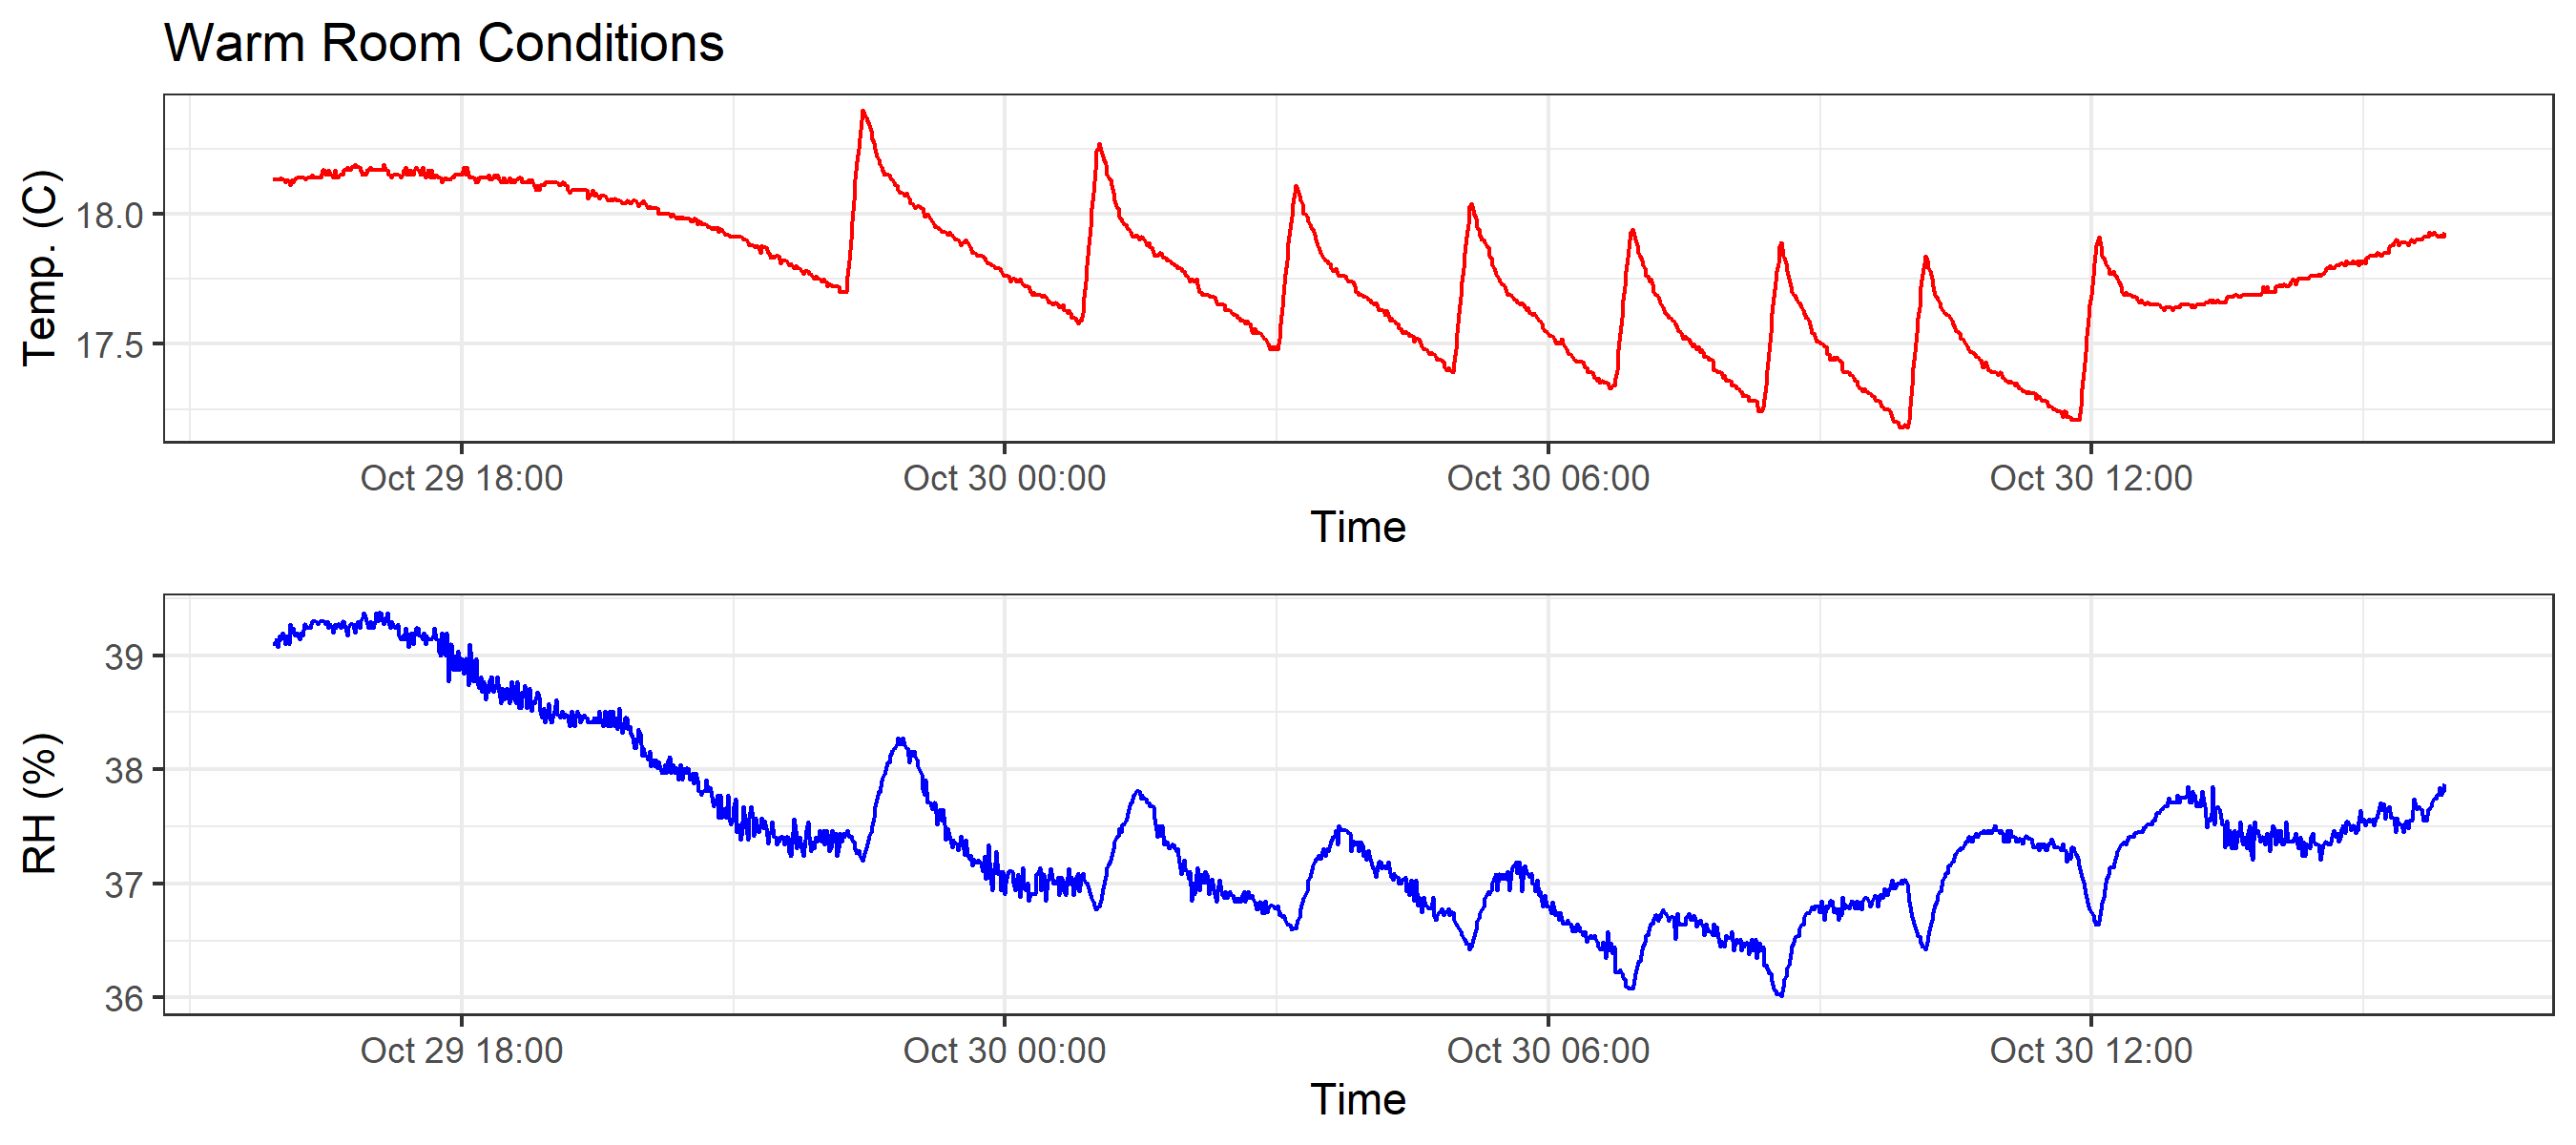 Warm Room Conditions
Temp. (C)
18.0
17.5
Oct 29 18:00 Oct 30 00:00 Oct 30 06:00 Oct 30 12:00
Time
RH (%)
39
38
37
36
Oct 29 18:00 Oct 30 00:00 Oct 30 06:00 Oct 30 12:00
Time